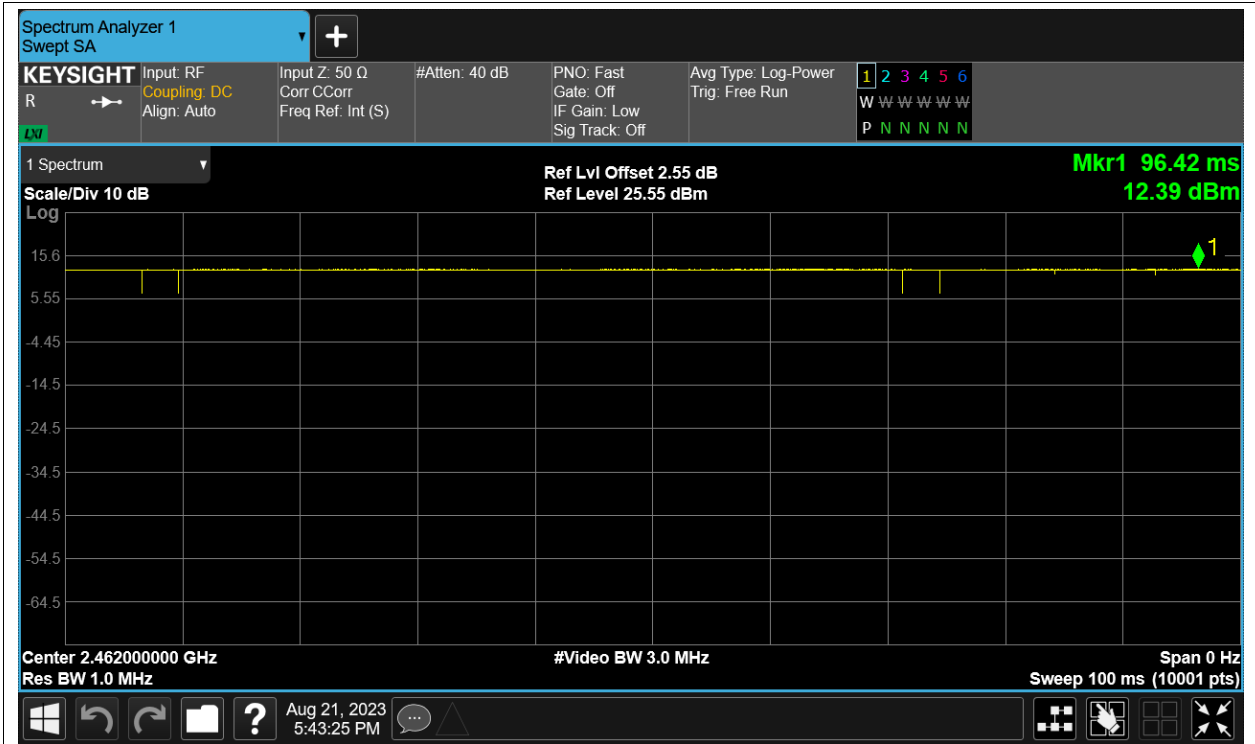 Spectrum Analyzer 1
Swept SA
KEYSIGHT
R
LXI
Input: RF
Coupling: DC
Align: Auto
Input Z: 50 Ω
Corr CCorr
Freq Ref: Int (S)
#Atten: 40 dB
PNO: Fast
Gate: Off
IF Gain: Low
Sig Track: Off
Avg Type: Log-Power
Trig: Free Run
1 2 3 4 5 6
W W W W W W
P N N N N N
1 Spectrum
Scale/Div 10 dB
Log
Ref Lvl Offset 2.55 dB
Ref Level 25.55 dBm
Mkr1 96.42 ms
12.39 dBm
1
15.6
5.55
-4.45
-14.5
-24.5
-34.5
-44.5
-54.5
-64.5
Center 2.462000000 GHz
#Video BW 3.0 MHz
Span 0 Hz
Res BW 1.0 MHz
Sweep 100 ms (10001 pts)
?
Aug 21, 2023
5:43:25 PM